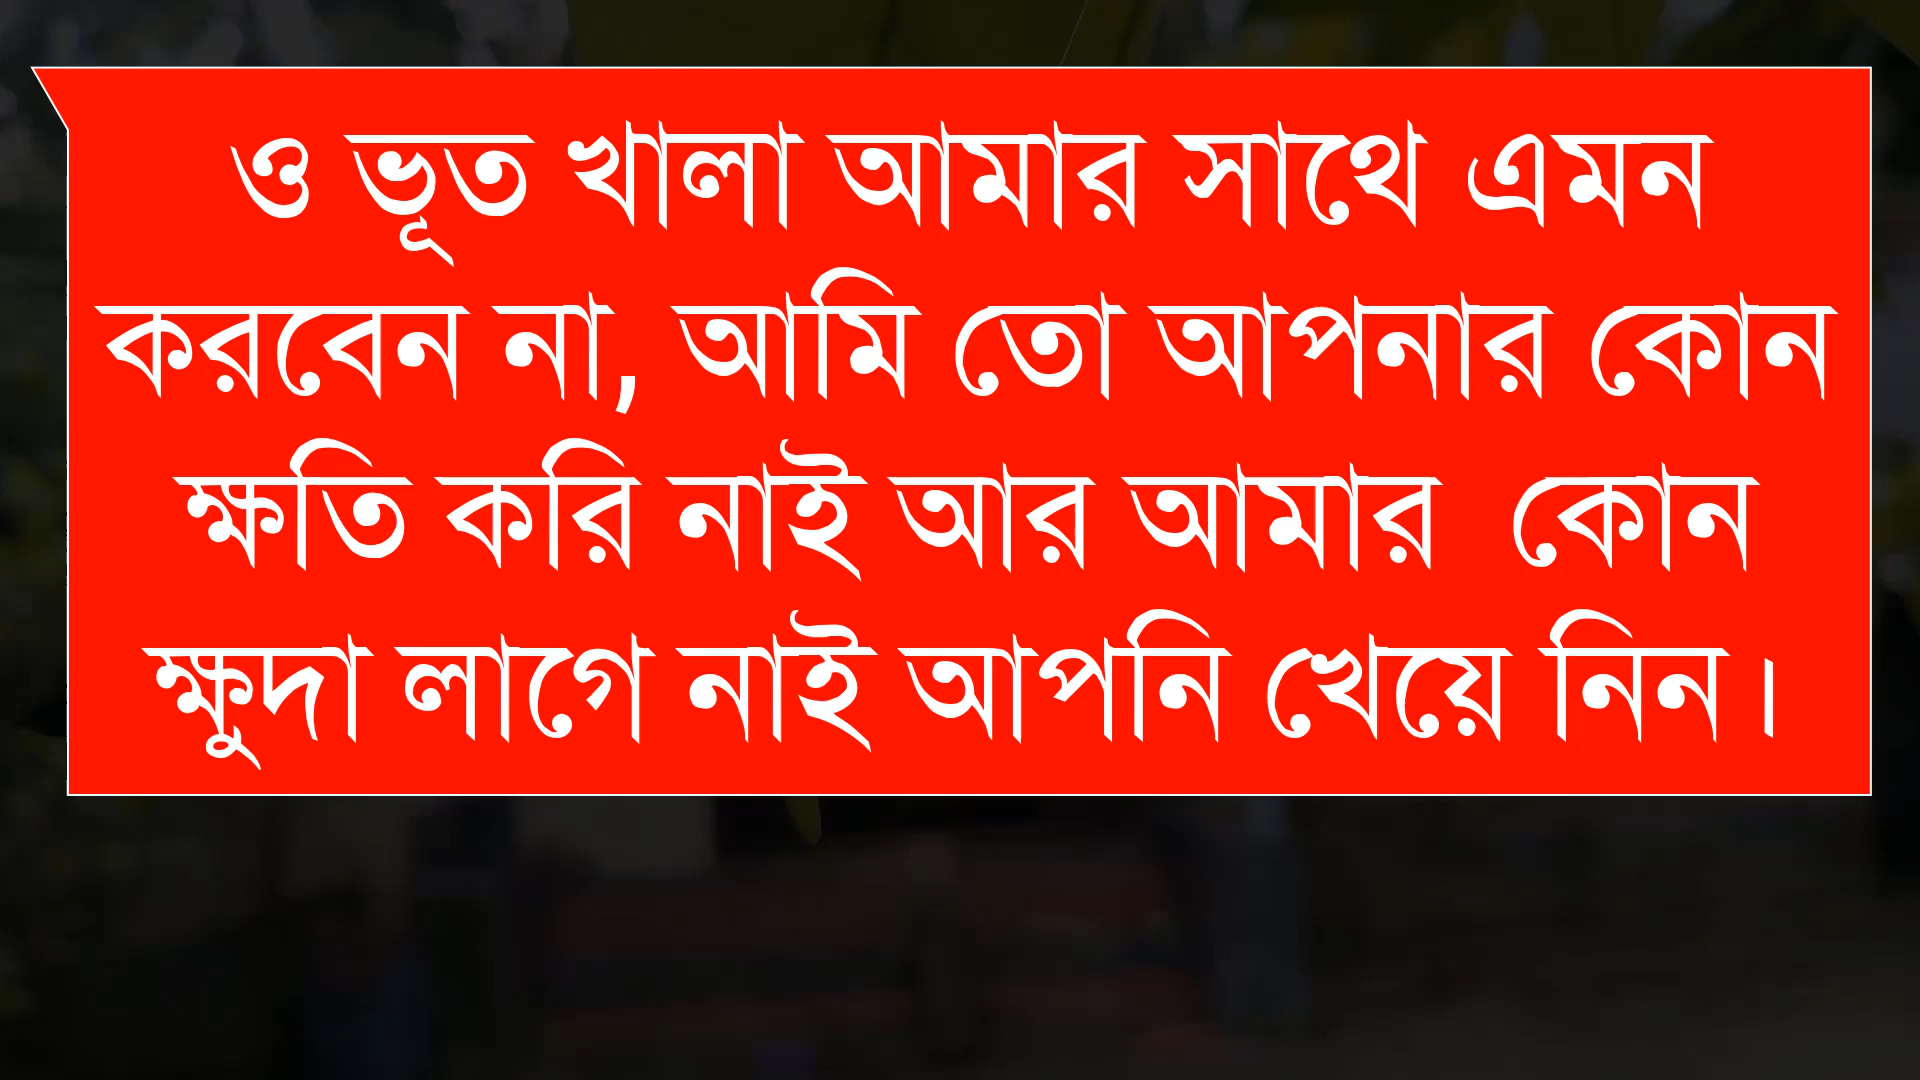 ও ভূত খালা আমার সাথে এমন
করবেন না, আমি তো আপনার কোন
ক্ষতি করি নাই আর আমার  কোন
ক্ষুদা লাগে নাই আপনি খেয়ে নিন।